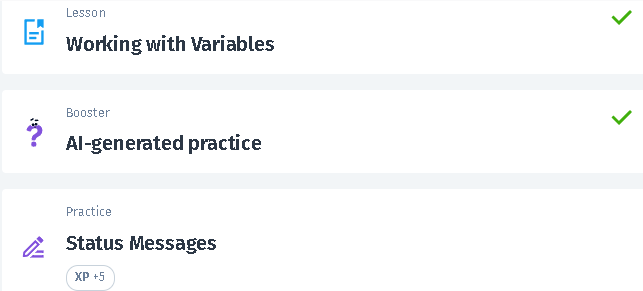 Lesson
Working with Variables
Booster
AI-generated practice
Practice
Status Messages
XP +5